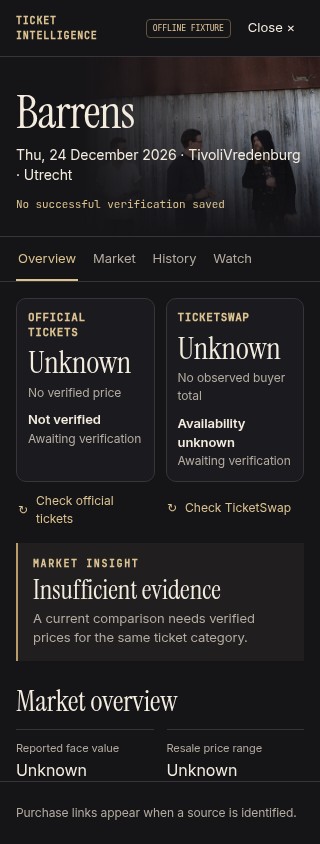 TICKET
INTELLIGENCE
OFFLINE FIXTURE
Close ×
Barrens
Thu, 24 December 2026 · TivoliVredenburg
· Utrecht
No successful verification saved
Overview
Market
History
Watch
OFFICIAL
TICKETS
Unknown
No verified price
Not verified
Awaiting verification
TICKETSWAP
Unknown
No observed buyer
total
Availability
unknown
Awaiting verification
↻ Check official
tickets
↻ Check TicketSwap
MARKET INSIGHT
Insufficient evidence
A current comparison needs verified
prices for the same ticket category.
Market overview
Reported face value
Unknown
Resale price range
Unknown
Purchase links appear when a source is identified.